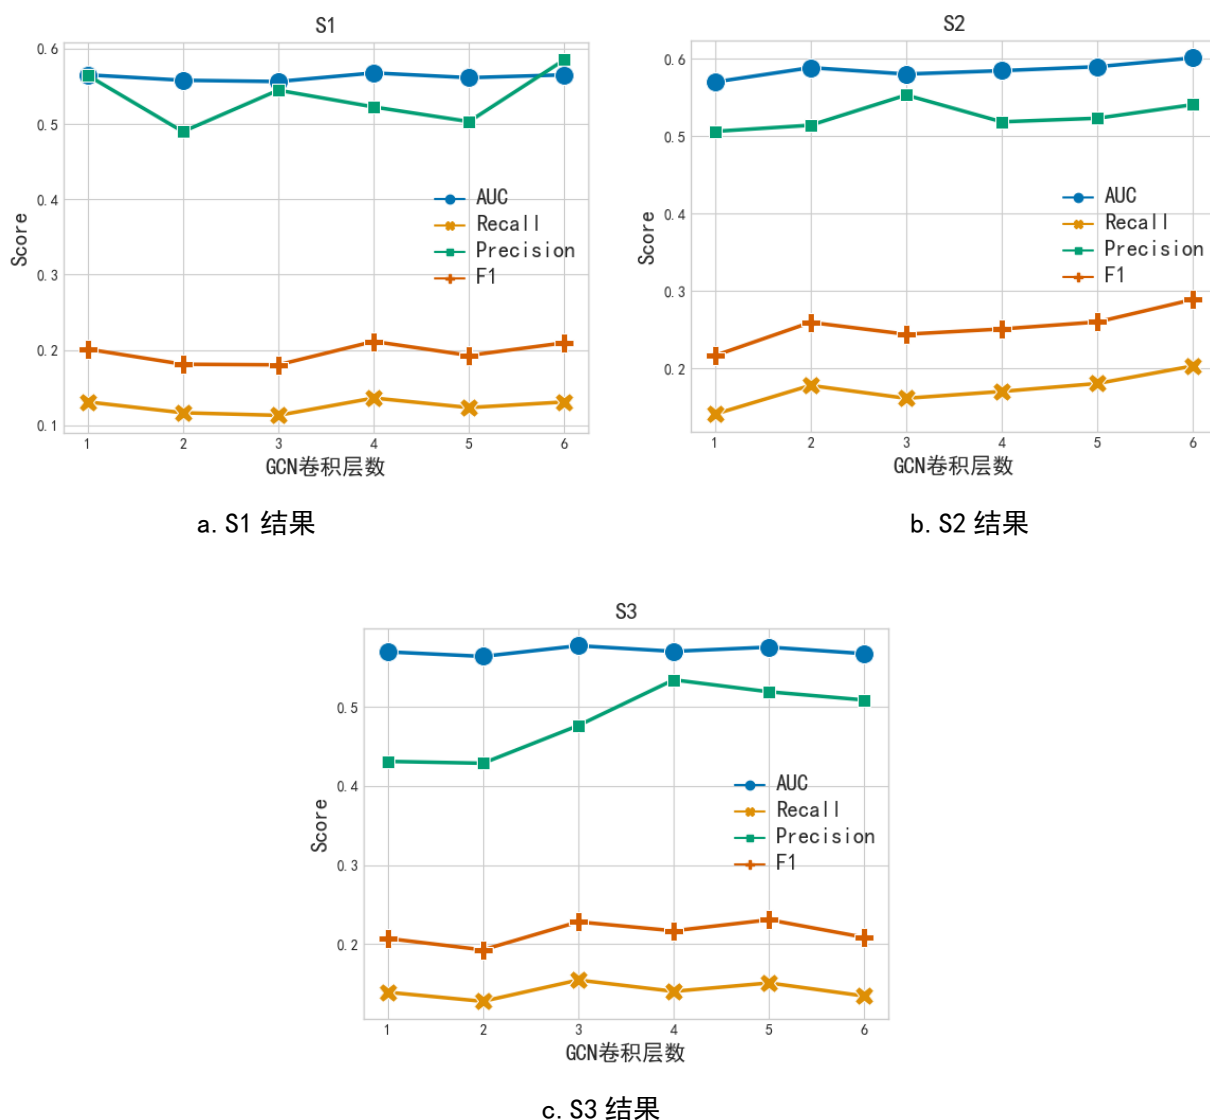 S1
0.6
0.5
0.4
0.3
0.2
0.1
Score
AUC
Recall
Precision
F1
1 2 3 4 5 6
GCN卷积层数
a. S1 结果
S2
0.6
0.5
0.4
0.3
0.2
Score
AUC
Recall
Precision
F1
1 2 3 4 5 6
GCN卷积层数
b. S2 结果
S3
0.5
0.4
0.3
0.2
Score
AUC
Recall
Precision
F1
1 2 3 4 5 6
GCN卷积层数
c. S3 结果